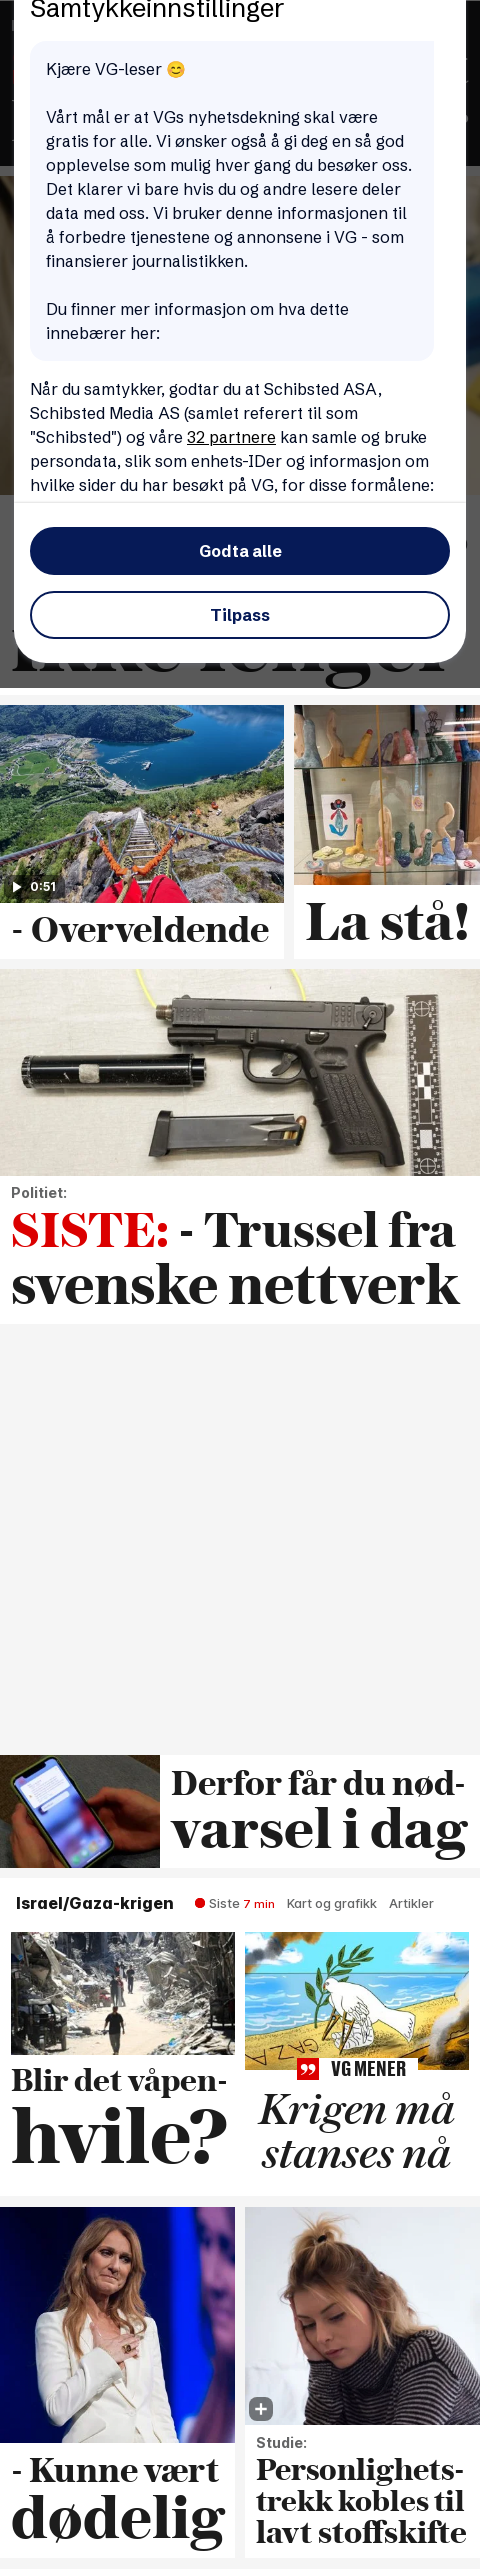 Samtykkeinnstillinger
Kjære VG-leser 😊
Vårt mål er at VGs nyhetsdekning skal være
gratis for alle. Vi ønsker også å gi deg en så god
opplevelse som mulig hver gang du besøker oss.
Det klarer vi bare hvis du og andre lesere deler
data med oss. Vi bruker denne informasjonen til
å forbedre tjenestene og annonsene i VG - som
finansierer journalistikken.
Du finner mer informasjon om hva dette
innebærer her:
Når du samtykker, godtar du at Schibsted ASA,
Schibsted Media AS (samlet referert til som
"Schibsted") og våre 32 partnere kan samle og bruke
persondata, slik som enhets-IDer og informasjon om
hvilke sider du har besøkt på VG, for disse formålene:
Godta alle
Tilpass
ikke lenger
0:51
- Overveldende
La stå!
Politiet:
SISTE: - Trussel fra
svenske nettverk
Derfor får du nød-
varsel i dag
Israel/Gaza-krigen
Siste 7 min Kart og grafikk Artikler
Blir det våpen-
hvile?
GAZA
VG MENER
Krigen må
stanses nå
- Kunne vært
dødelig
Studie:
Personlighets-
trekk kobles til
lavt stoffskifte